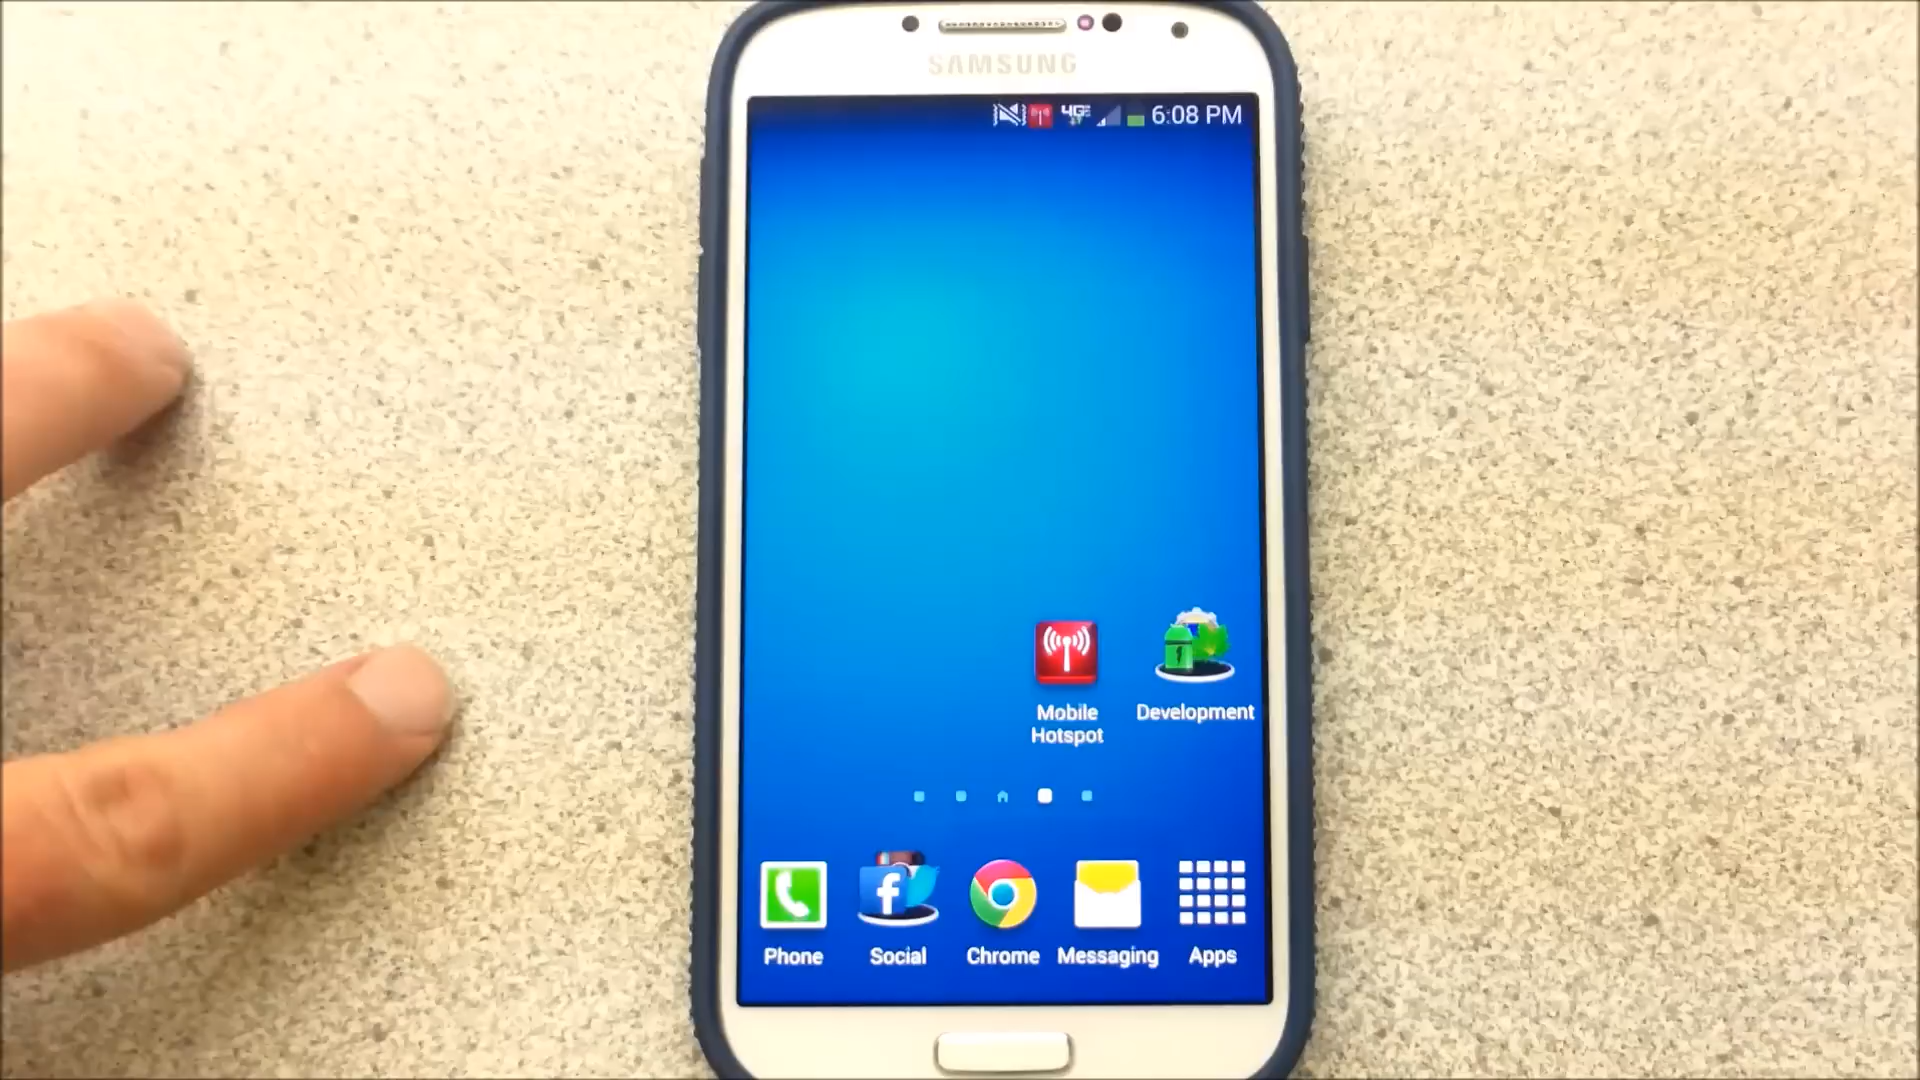 SAMSUNG
4G 6:08 PM
Mobile
Hotspot
Development
Phone
Social
Chrome
Messaging
Apps